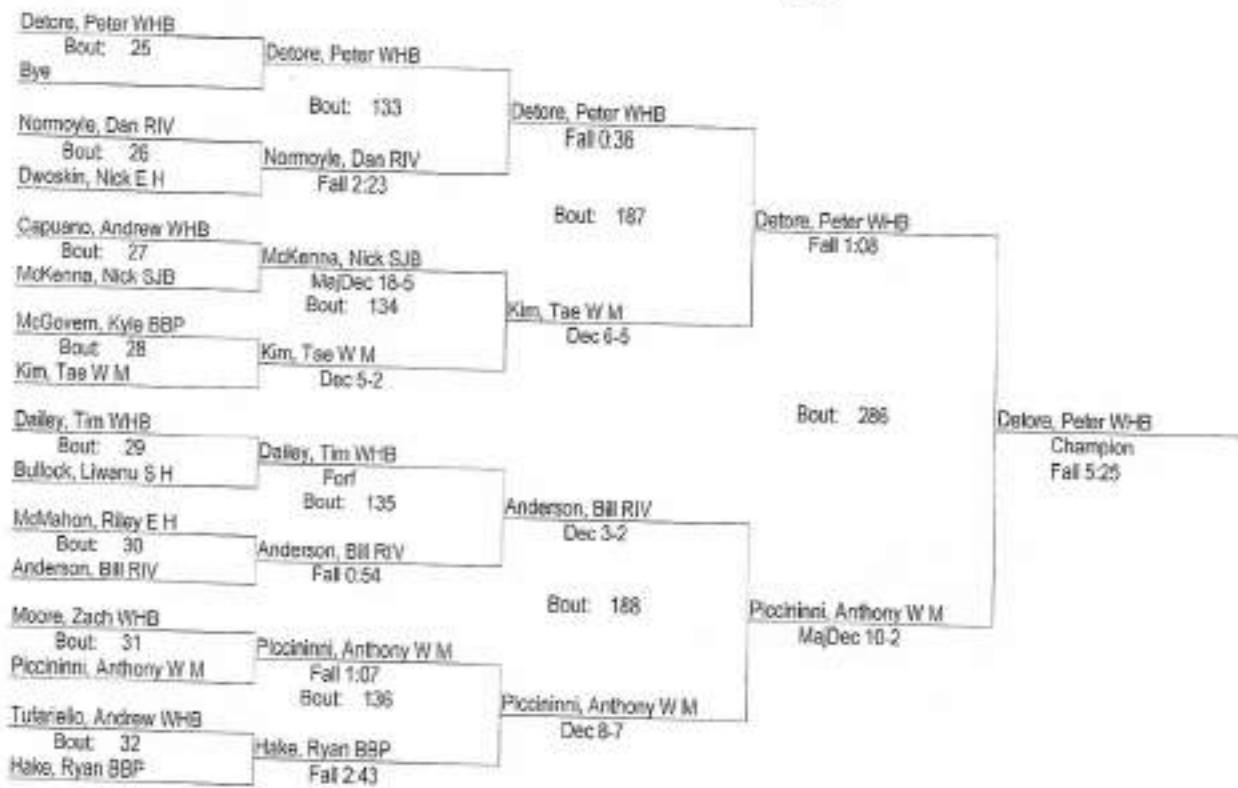 Detore, Peter WHB
Bout: 25
Bye
Normoyle, Dan RIV
Bout: 26
Dwoskin, Nick E H
Capuano, Andrew WHB
Bout: 27
McKenna, Nick SJB
McGovern, Kyle BBP
Bout: 28
Kim, Tae W M
Dailey, Tim WHB
Bout: 29
Bullock, Liwanu S H
McMahon, Riley E H
Bout: 30
Anderson, Bill RIV
Moore, Zach WHB
Bout: 31
Piccininni, Anthony W M
Tufariello, Andrew WHB
Bout: 32
Hake, Ryan BBP
Detore, Peter WHB
Bout: 133
Normoyle, Dan RIV
Fall 2:23
McKenna, Nick SJB
MajDec 18-5
Bout: 134
Kim, Tae W M
Dec 5-2
Dailey, Tim WHB
Forf
Bout: 135
Anderson, Bill RIV
Fall 0:54
Piccininni, Anthony W M
Fall 1:07
Bout: 136
Hake, Ryan BBP
Fall 2:43
Detore, Peter WHB
Fall 0:36
Bout: 187
Kim, Tae W M
Dec 6-5
Anderson, Bill RIV
Dec 3-2
Bout: 188
Piccininni, Anthony W M
Dec 8-7
Detore, Peter WHB
Fall 1:08
Bout: 286
Piccininni, Anthony W M
MajDec 10-2
Detore, Peter WHB
Champion
Fall 5:25